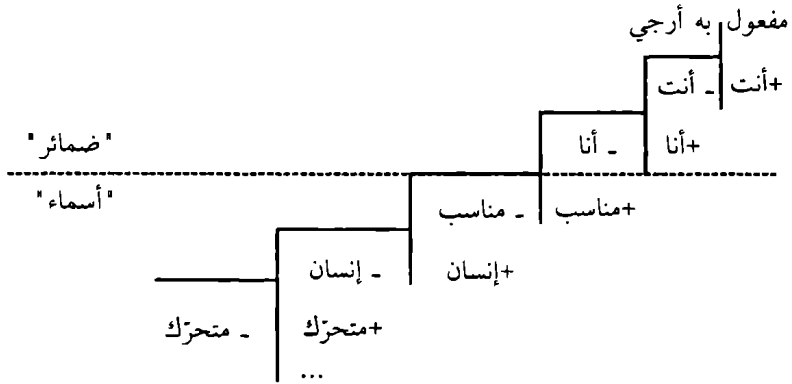 مفعول به أرجي
+أنت - أنت
+أنا - أنا
"ضمائر"
"أسماء"
+مناسب - مناسب
+إنسان - إنسان
+متحرّك - متحرّك
...